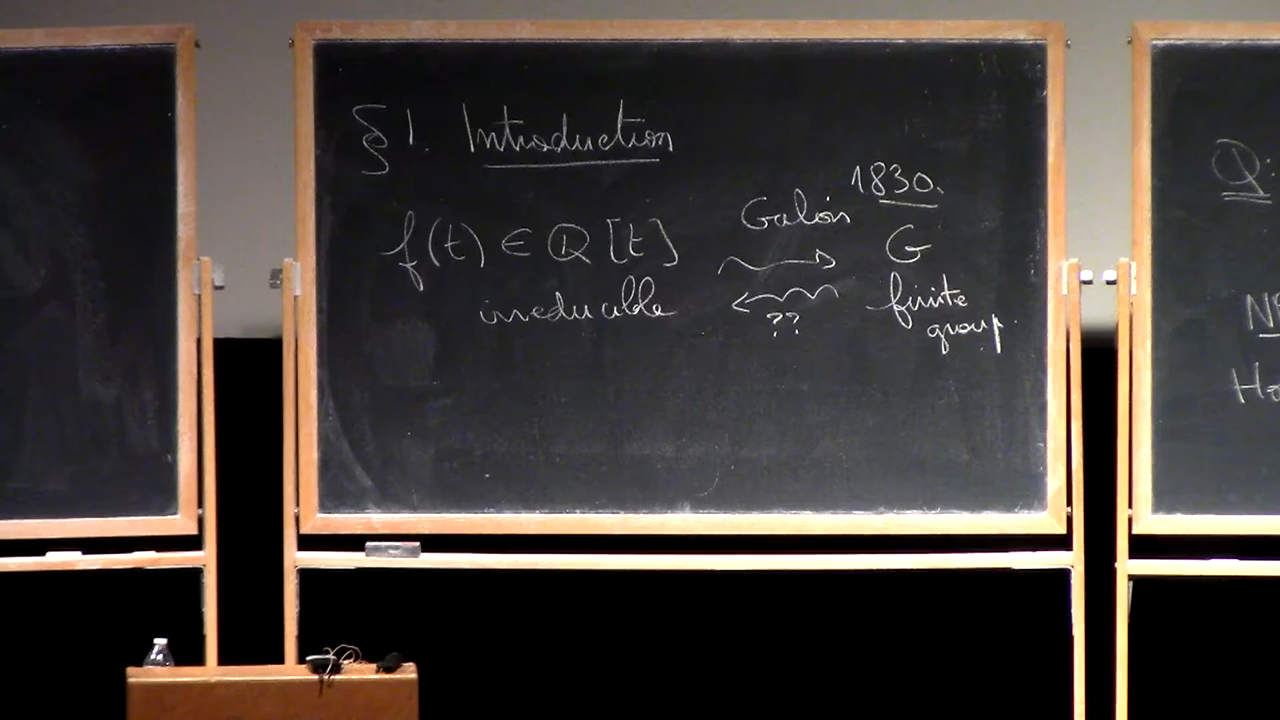 § 1. Introduction
1830.
Galois
f(t) ∈ Q [t] G
irreducible ?? finite
group.
Q: